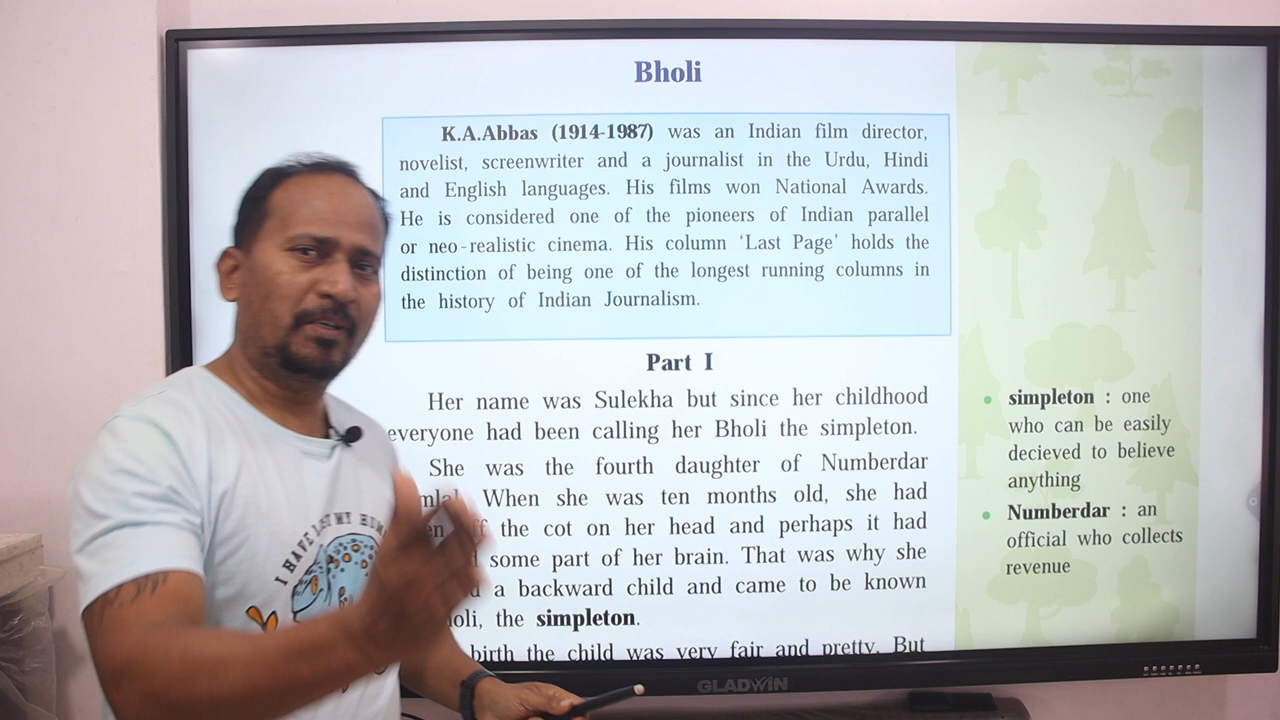 Bholi
K.A.Abbas (1914-1987) was an Indian film director,
novelist, screenwriter and a journalist in the Urdu, Hindi
and English languages. His films won National Awards.
He is considered one of the pioneers of Indian parallel
or neo-realistic cinema. His column ‘Last Page’ holds the
distinction of being one of the longest running columns in
the history of Indian Journalism.
Part I
Her name was Sulekha but since her childhood
everyone had been calling her Bholi the simpleton.
She was the fourth daughter of Numberdar
When she was ten months old, she had
the cot on her head and perhaps it had
some part of her brain. That was why she
a backward child and came to be known
the simpleton.
birth the child was very fair and pretty. But
simpleton : one
who can be easily
decieved to believe
anything
Numberdar : an
official who collects
revenue
I HAVE LOST MY HUM
GLADWIN